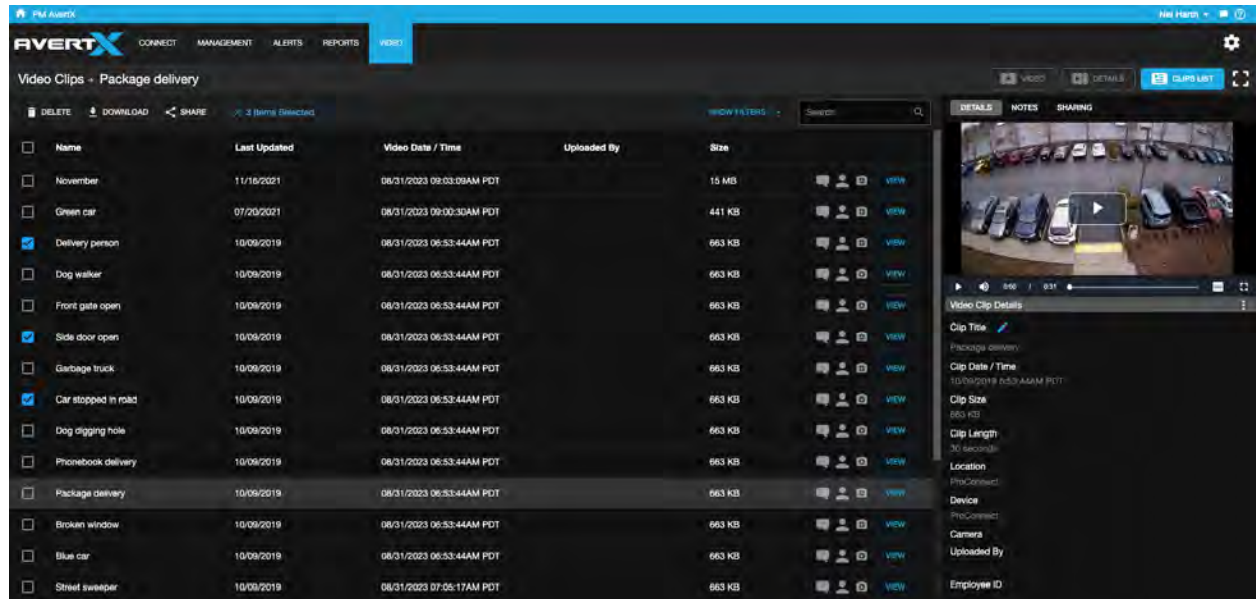 PM AvertX
Nei Harsh
AVERTX CONNECT MANAGEMENT ALERTS REPORTS VIDEO
Video Clips Package delivery VIDEO DETAILS CLIPS LIST
DELETE DOWNLOAD SHARE 3 Items Selected SHOW FILTERS Search DETAILS NOTES SHARING
Name Last Updated Video Date / Time Uploaded By Size
November 11/16/2021 08/31/2023 09:03:09AM PDT 15 MB VIEW
Green car 07/20/2021 08/31/2023 09:00:30AM PDT 441 KB VIEW
Delivery person 10/09/2019 08/31/2023 06:53:44AM PDT 663 KB VIEW
Dog walker 10/09/2019 08/31/2023 06:53:44AM PDT 663 KB VIEW
Front gate open 10/09/2019 08/31/2023 06:53:44AM PDT 663 KB VIEW
Side door open 10/09/2019 08/31/2023 06:53:44AM PDT 663 KB VIEW
Garbage truck 10/09/2019 08/31/2023 06:53:44AM PDT 663 KB VIEW
Car stopped in road 10/09/2019 08/31/2023 06:53:44AM PDT 663 KB VIEW
Dog digging hole 10/09/2019 08/31/2023 06:53:44AM PDT 663 KB VIEW
Phonebook delivery 10/09/2019 08/31/2023 06:53:44AM PDT 663 KB VIEW
Package delivery 10/09/2019 08/31/2023 06:53:44AM PDT 663 KB VIEW
Broken window 10/09/2019 08/31/2023 06:53:44AM PDT 663 KB VIEW
Blue car 10/09/2019 08/31/2023 06:53:44AM PDT 663 KB VIEW
Street sweeper 10/09/2019 08/31/2023 07:05:17AM PDT 663 KB VIEW
0:00 / 0:31
Video Clip Details
Clip Title
Package delivery
Clip Date / Time
10/09/2019 6:53:44AM PDT
Clip Size
663 KB
Clip Length
30 seconds
Location
ProConnect
Device
ProConnect
Camera
Uploaded By
Employee ID